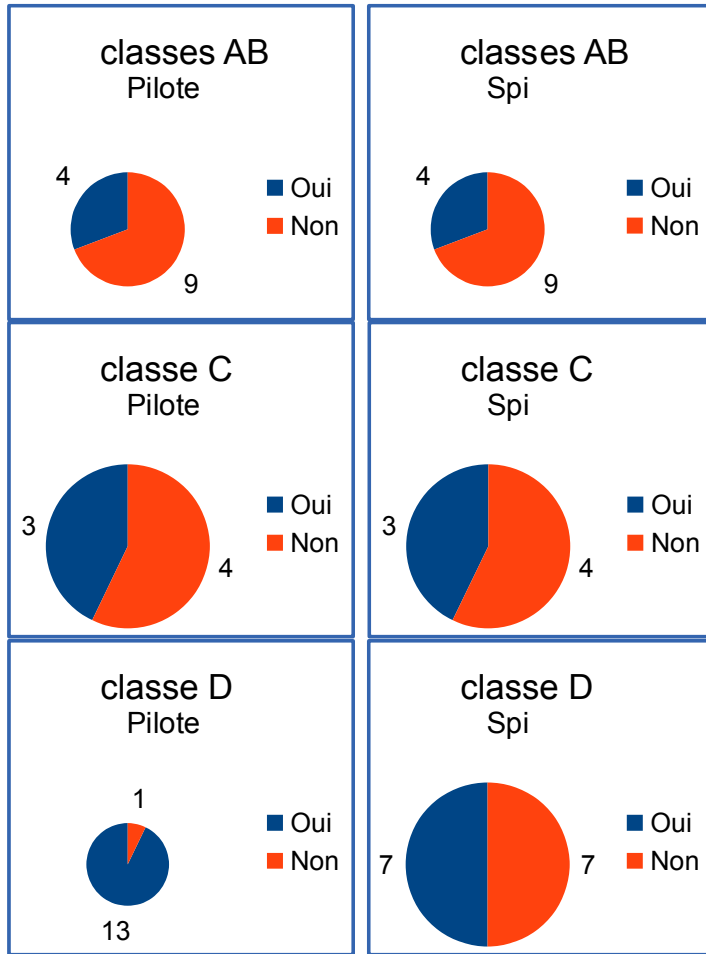 classes AB
Pilote
4
Oui
Non
9
classes AB
Spi
4
Oui
Non
9
classe C
Pilote
3
Oui
Non
4
classe C
Spi
3
Oui
Non
4
classe D
Pilote
1
Oui
Non
13
classe D
Spi
7
Oui
Non
7